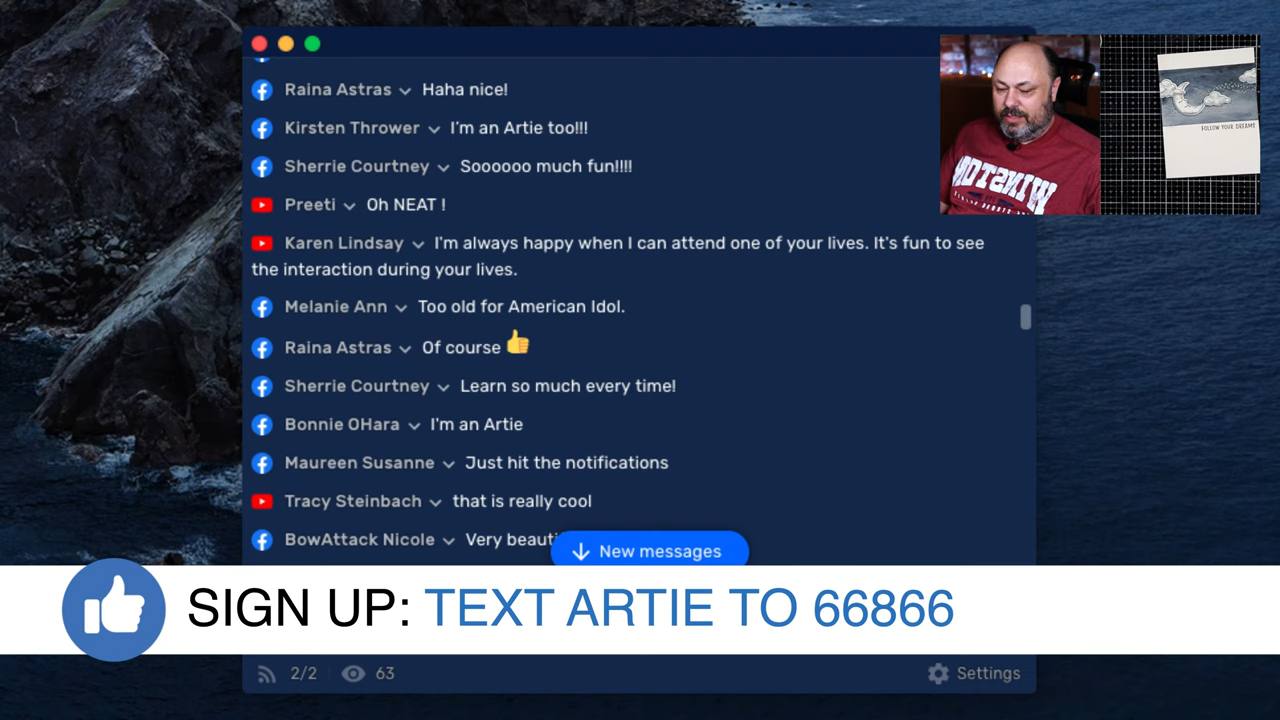 Raina Astras Haha nice!
Kirsten Thrower I'm an Artie too!!!
Sherrie Courtney Soooooo much fun!!!!
Preeti Oh NEAT !
Karen Lindsay I'm always happy when I can attend one of your lives. It's fun to see
the interaction during your lives.
Melanie Ann Too old for American Idol.
Raina Astras Of course 👍
Sherrie Courtney Learn so much every time!
Bonnie OHara I'm an Artie
Maureen Susanne Just hit the notifications
Tracy Steinbach that is really cool
BowAttack Nicole Very beauti
New messages
SIGN UP: TEXT ARTIE TO 66866
2/2 63 Settings
FOLLOW YOUR DREAMS
WINSTON